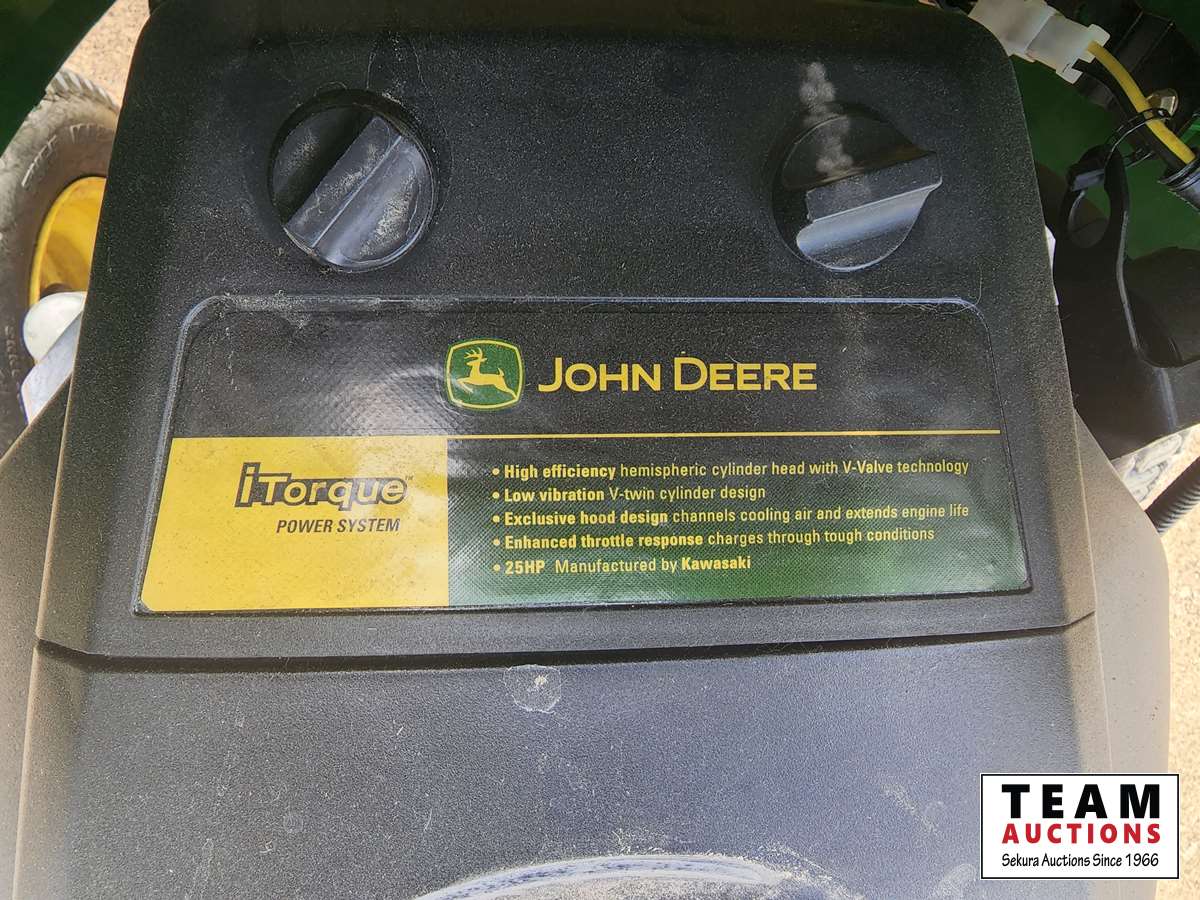 JOHN DEERE
iTorque™
POWER SYSTEM
• High efficiency hemispheric cylinder head with V-Valve technology
• Low vibration V-twin cylinder design
• Exclusive hood design channels cooling air and extends engine life
• Enhanced throttle response charges through tough conditions
• 25HP Manufactured by Kawasaki
TEAM
AUCTIONS
Sekura Auctions Since 1966